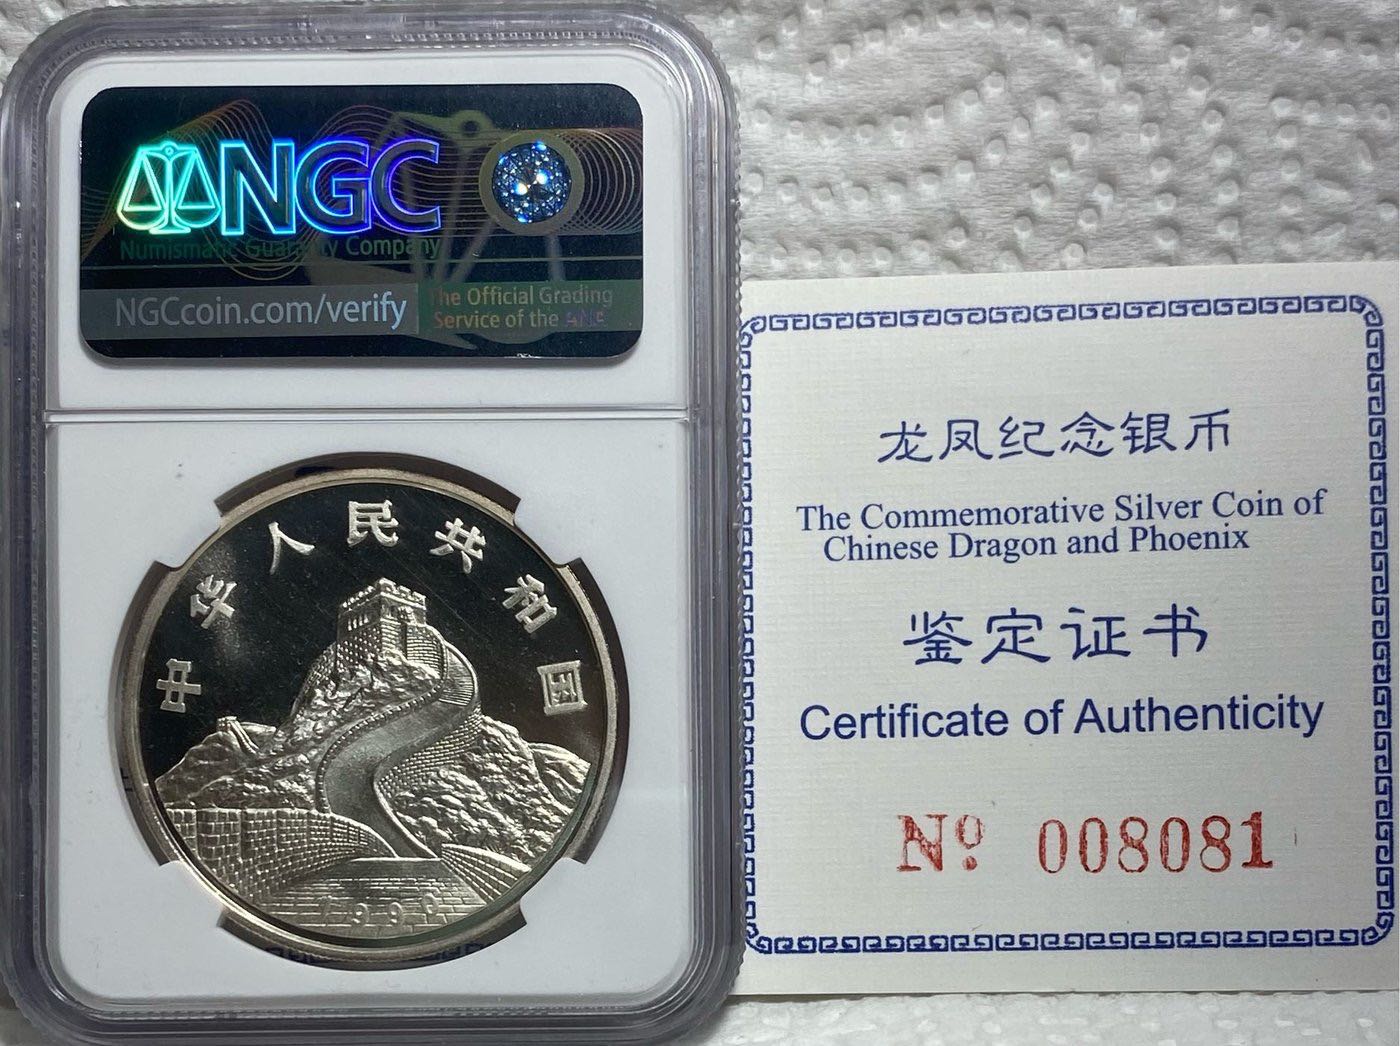 NGC
Numismatic Guaranty Company
NGCcoin.com/verify
The Official Grading
Service of the ANA
中华人民共和国
1990
龙凤纪念银币
The Commemorative Silver Coin of
Chinese Dragon and Phoenix
鉴定证书
Certificate of Authenticity
Nº 008081